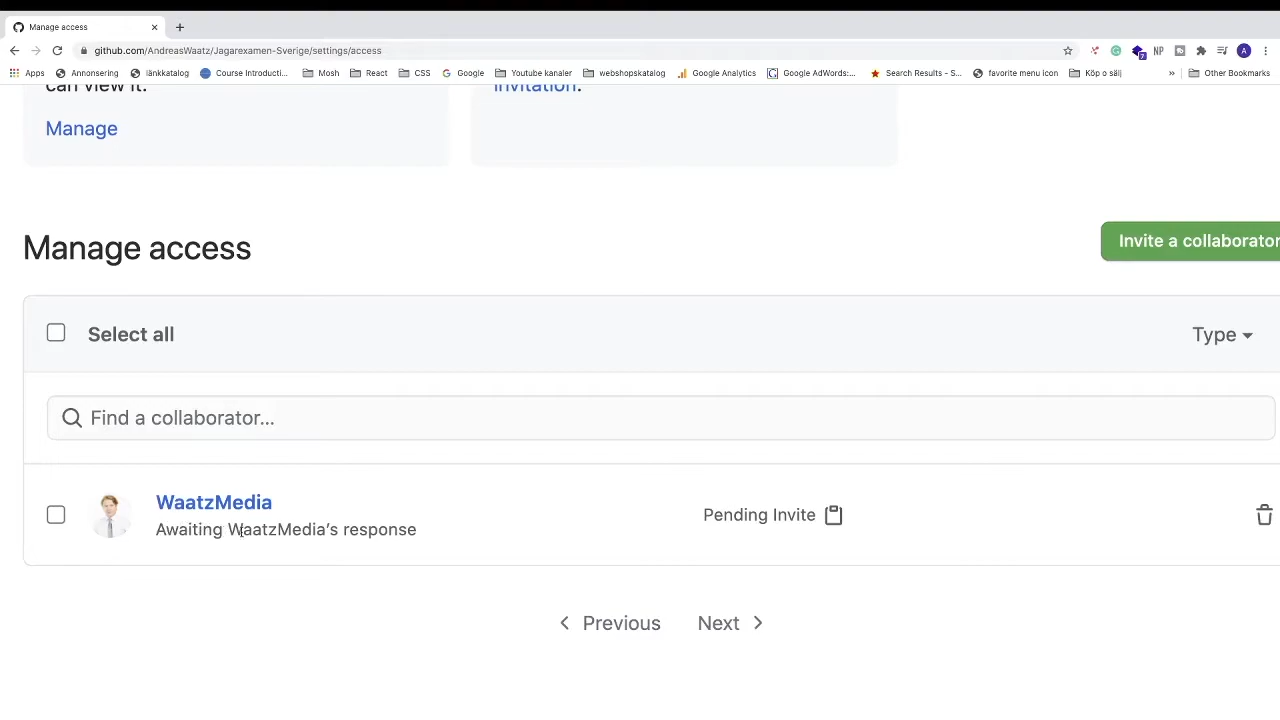 Manage access
github.com/AndreasWaatz/Jagarexamen-Sverige/settings/access
Apps Annonsering länkkatalog Course Introducti... Mosh React CSS Google Youtube kanaler webshopskatalog Google Analytics Google AdWords:... Search Results - S... favorite menu icon Köp o sälj » Other Bookmarks
can view it.
invitation.
Manage
Manage access
Invite a collaborator
Select all
Type
Find a collaborator...
WaatzMedia
Awaiting WaatzMedia’s response
Pending Invite
Previous Next